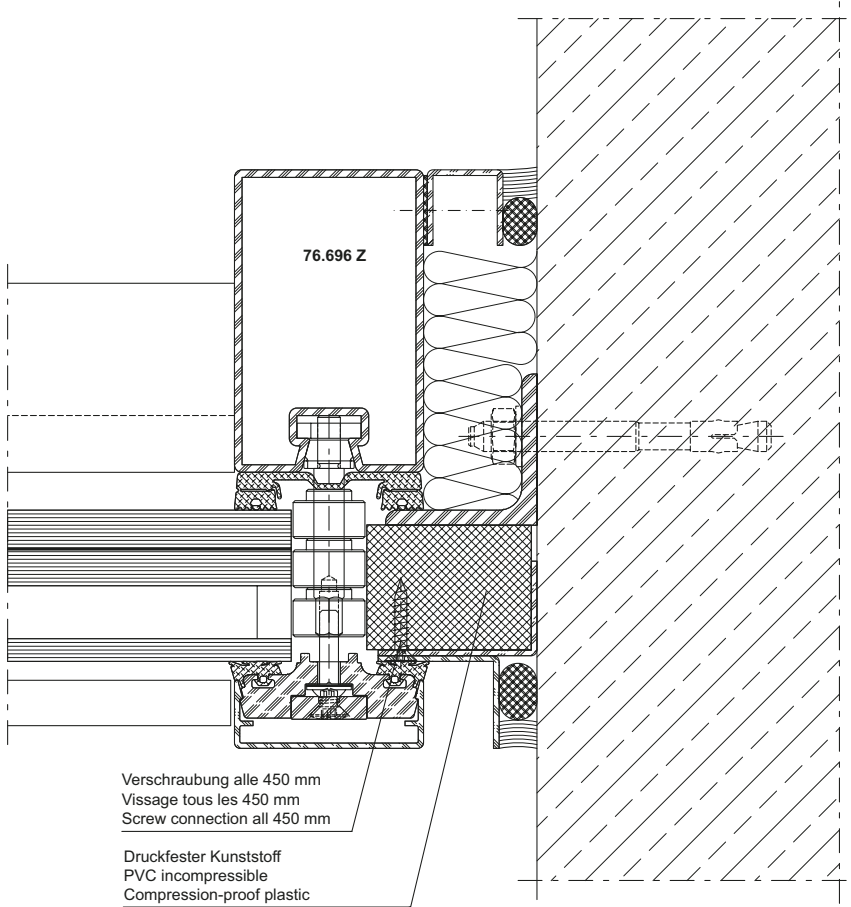 76.696 Z
Verschraubung alle 450 mm
Vissage tous les 450 mm
Screw connection all 450 mm
Druckfester Kunststoff
PVC incompressible
Compression-proof plastic